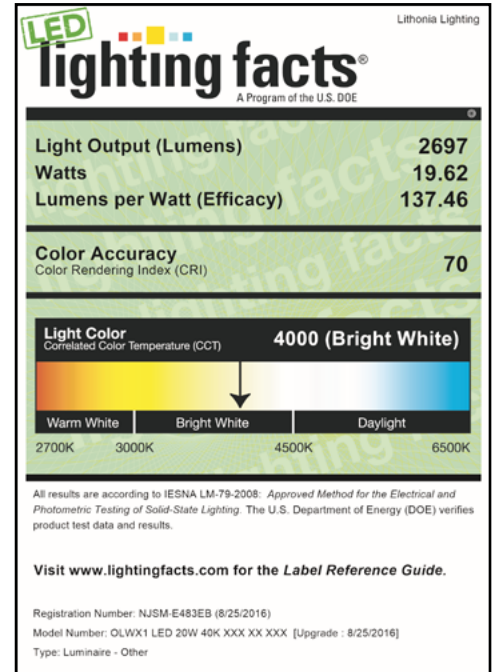 LED
Lithonia Lighting
lighting facts®
A Program of the U.S. DOE
Light Output (Lumens) 2697
Watts 19.62
Lumens per Watt (Efficacy) 137.46
Color Accuracy
Color Rendering Index (CRI) 70
Light Color
Correlated Color Temperature (CCT) 4000 (Bright White)
Warm White Bright White Daylight
2700K 3000K 4500K 6500K
All results are according to IESNA LM-79-2008: Approved Method for the Electrical and
Photometric Testing of Solid-State Lighting. The U.S. Department of Energy (DOE) verifies
product test data and results.
Visit www.lightingfacts.com for the Label Reference Guide.
Registration Number: NJSM-E483EB (8/25/2016)
Model Number: OLWX1 LED 20W 40K XXX XX XXX [Upgrade : 8/25/2016]
Type: Luminaire - Other